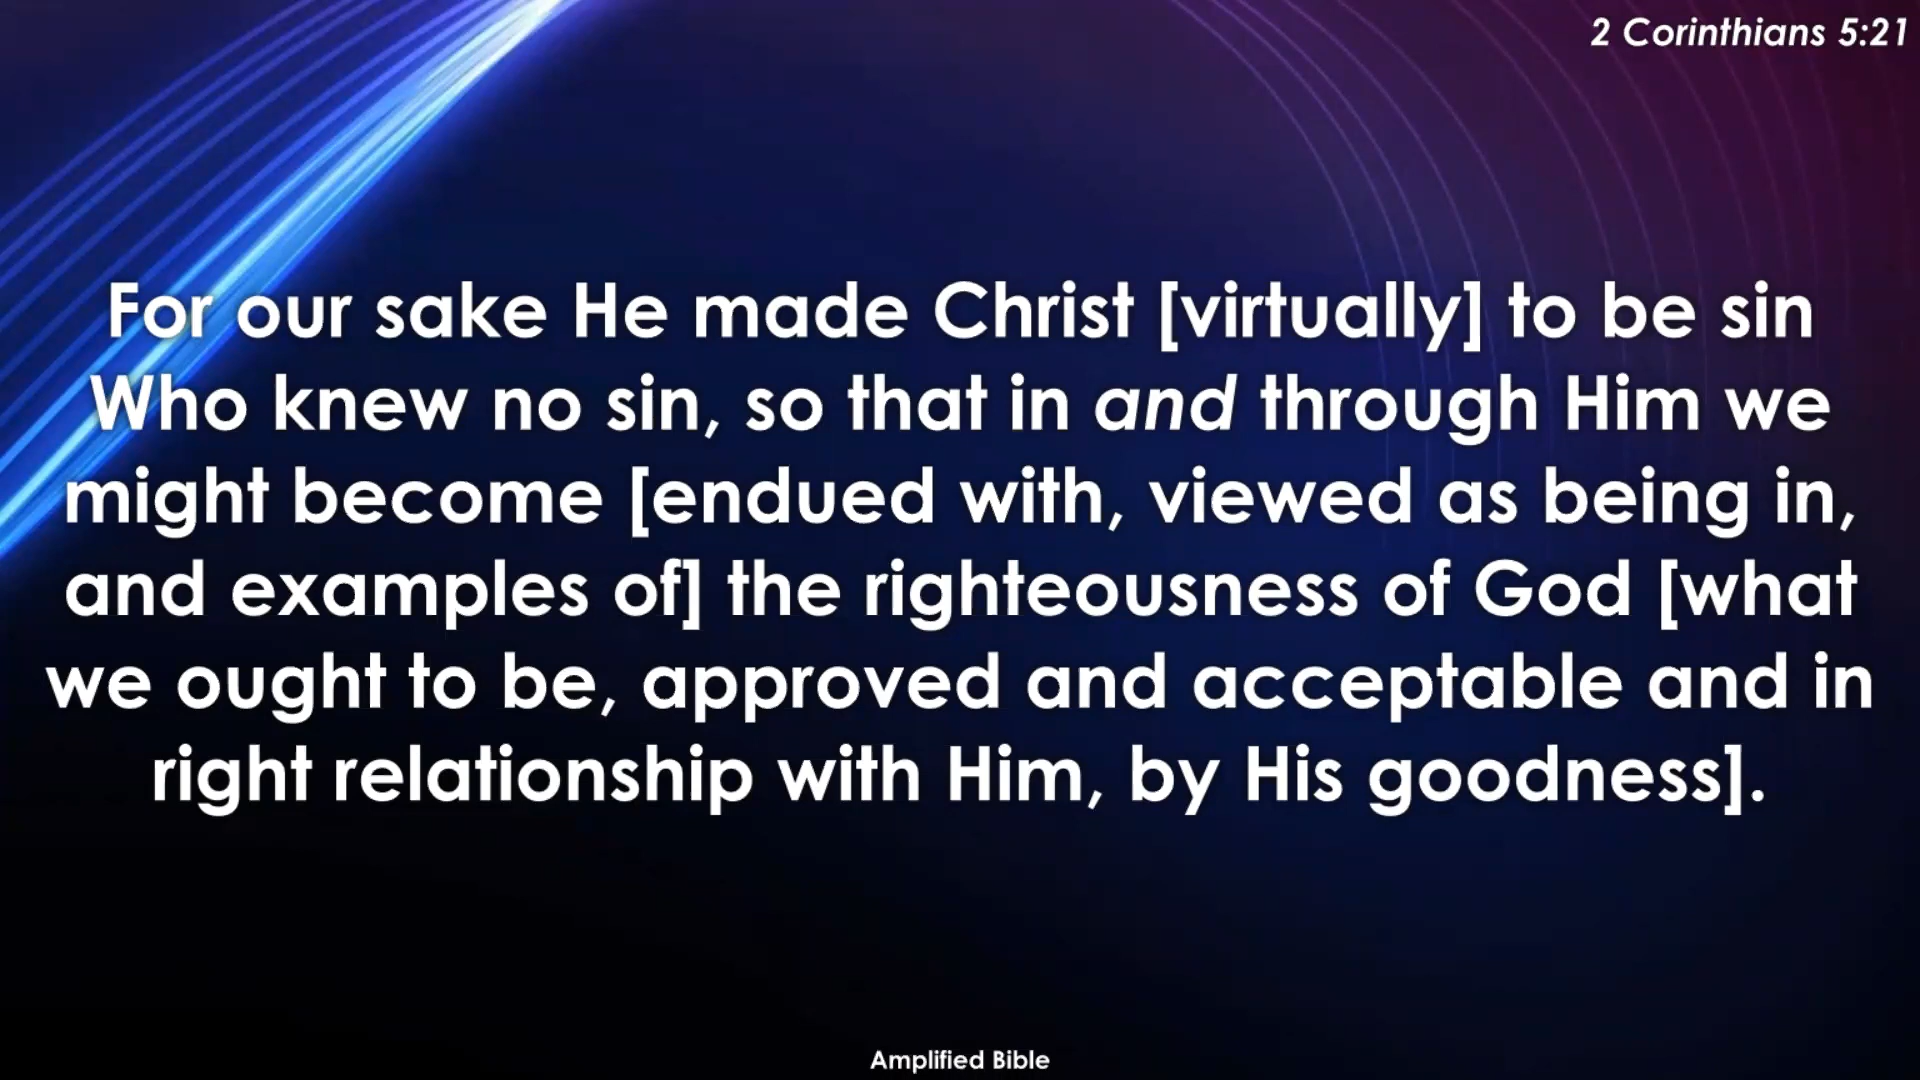 2 Corinthians 5:21
For our sake He made Christ [virtually] to be sin
Who knew no sin, so that in and through Him we
might become [endued with, viewed as being in,
and examples of] the righteousness of God [what
we ought to be, approved and acceptable and in
right relationship with Him, by His goodness].
Amplified Bible